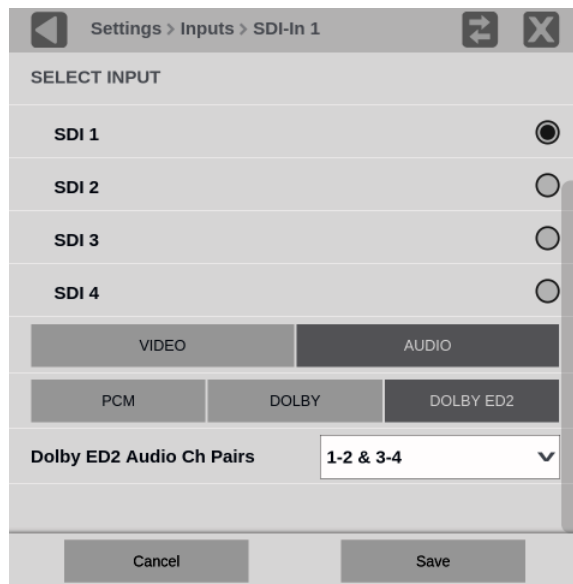 Settings > Inputs > SDI-In 1
SELECT INPUT
SDI 1
SDI 2
SDI 3
SDI 4
VIDEO AUDIO
PCM DOLBY DOLBY ED2
Dolby ED2 Audio Ch Pairs 1-2 & 3-4
Cancel Save